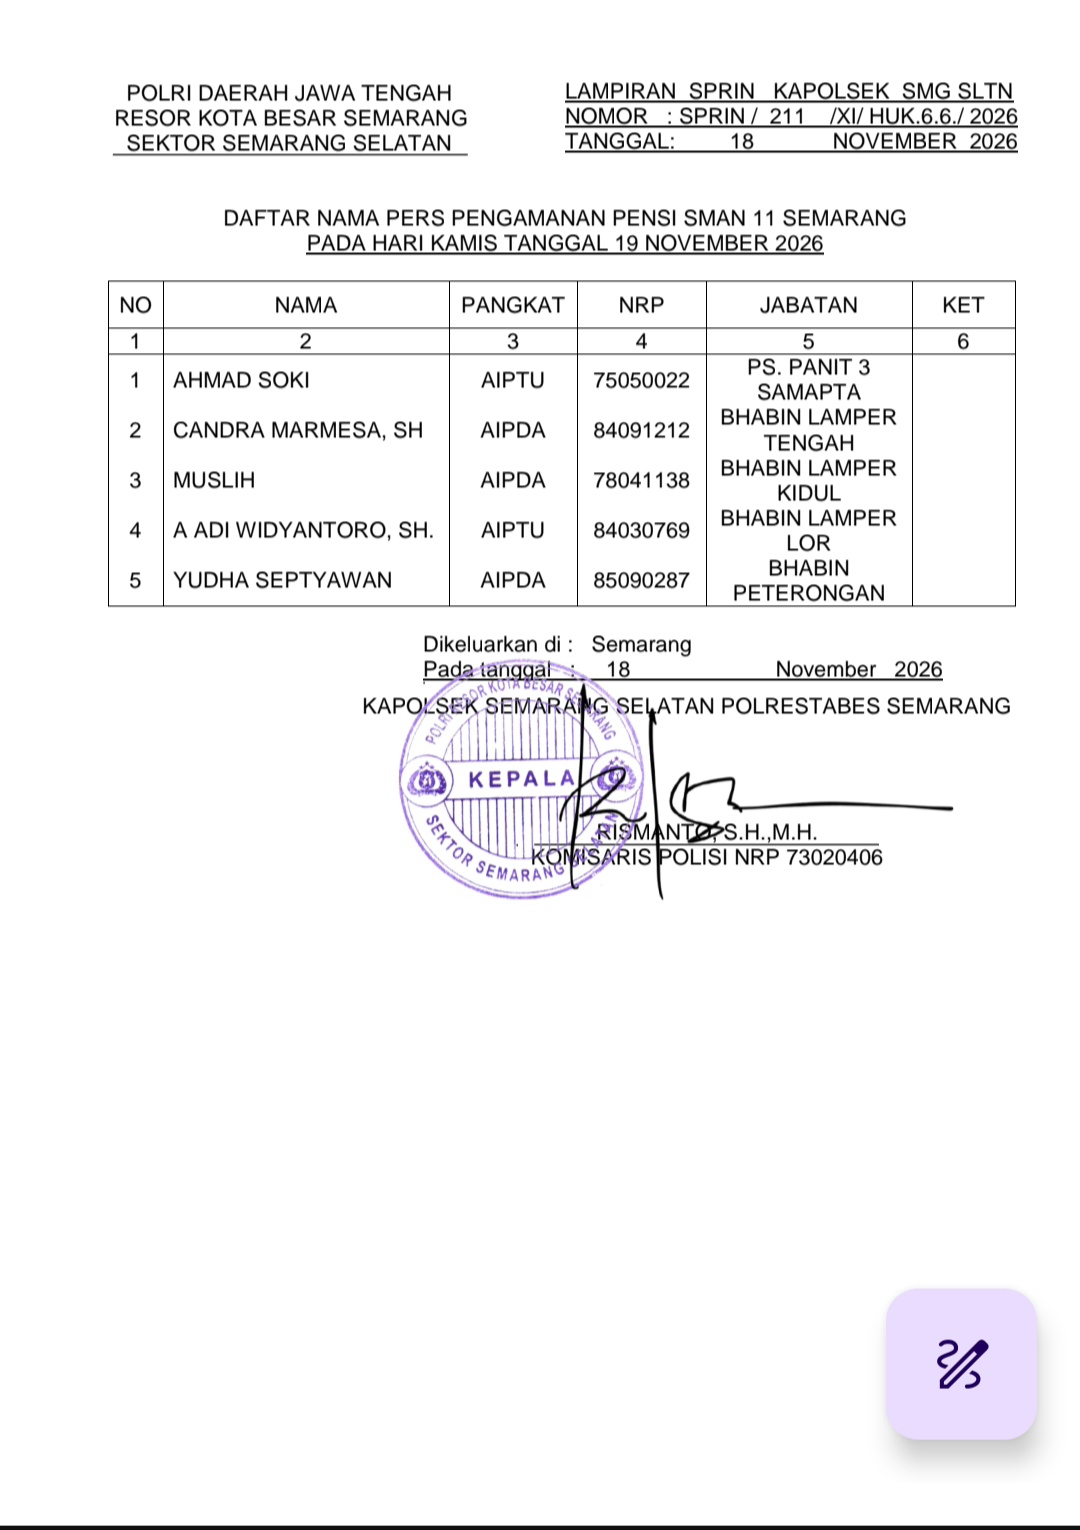 POLRI DAERAH JAWA TENGAH
RESOR KOTA BESAR SEMARANG
SEKTOR SEMARANG SELATAN
LAMPIRAN SPRIN KAPOLSEK SMG SLTN
NOMOR : SPRIN / 211 /XI/ HUK.6.6./ 2026
TANGGAL: 18 NOVEMBER 2026
DAFTAR NAMA PERS PENGAMANAN PENSI SMAN 11 SEMARANG
PADA HARI KAMIS TANGGAL 19 NOVEMBER 2026
NO NAMA PANGKAT NRP JABATAN KET
1 2 3 4 5 6
1 AHMAD SOKI AIPTU 75050022 PS. PANIT 3
SAMAPTA
2 CANDRA MARMESA, SH AIPDA 84091212 BHABIN LAMPER
TENGAH
3 MUSLIH AIPDA 78041138 BHABIN LAMPER
KIDUL
4 A ADI WIDYANTORO, SH. AIPTU 84030769 BHABIN LAMPER
LOR
5 YUDHA SEPTYAWAN AIPDA 85090287 BHABIN
PETERONGAN
Dikeluarkan di : Semarang
Pada tanggal : 18 November 2026
KAPOLSEK SEMARANG SELATAN POLRESTABES SEMARANG
POLRI RESOR KOTA BESAR SEMARANG
KEPALA
SEKTOR SEMARANG SELATAN
RISMANTO, S.H.,M.H.
KOMISARIS POLISI NRP 73020406